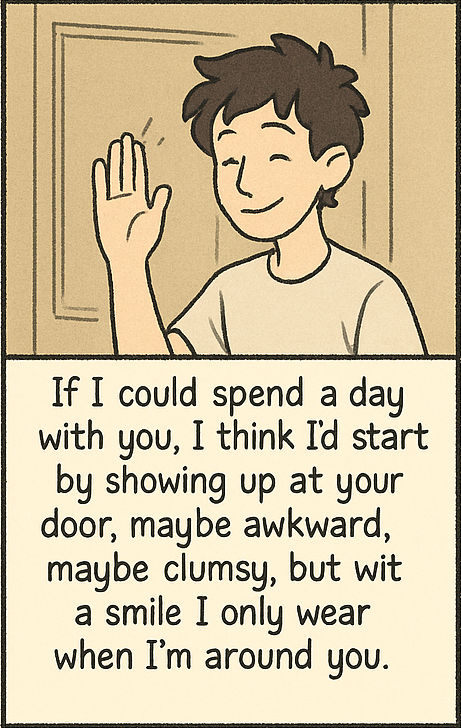 If I could spend a day
with you, I think I'd start
by showing up at your
door, maybe awkward,
maybe clumsy, but wit
a smile I only wear
when I'm around you.